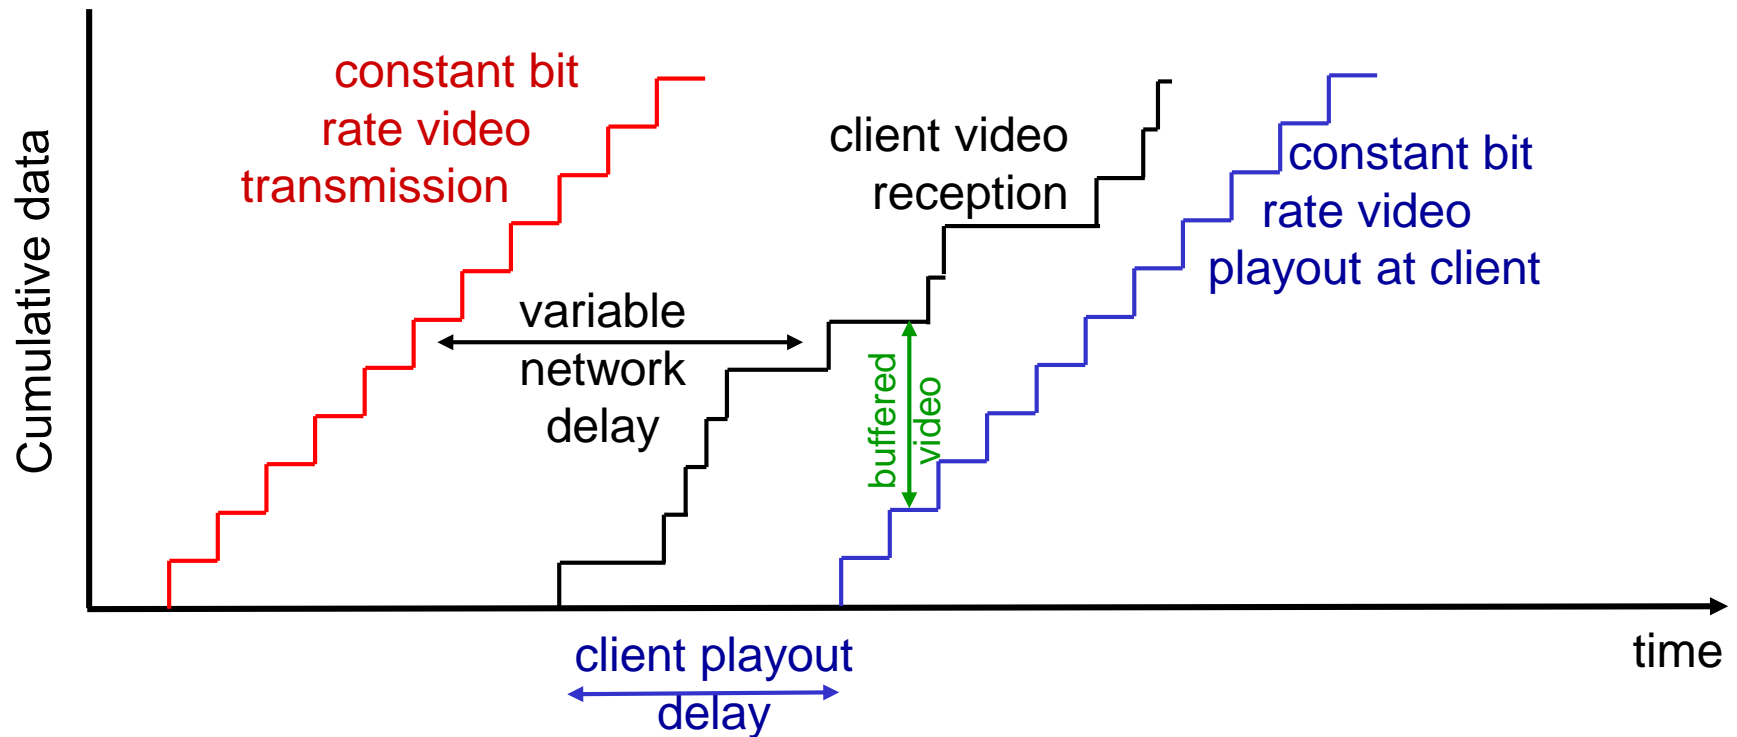 constant bit
rate video
transmission
client video
reception
constant bit
rate video
playout at client
Cumulative data
variable
network
delay
buffered
video
client playout
delay
time